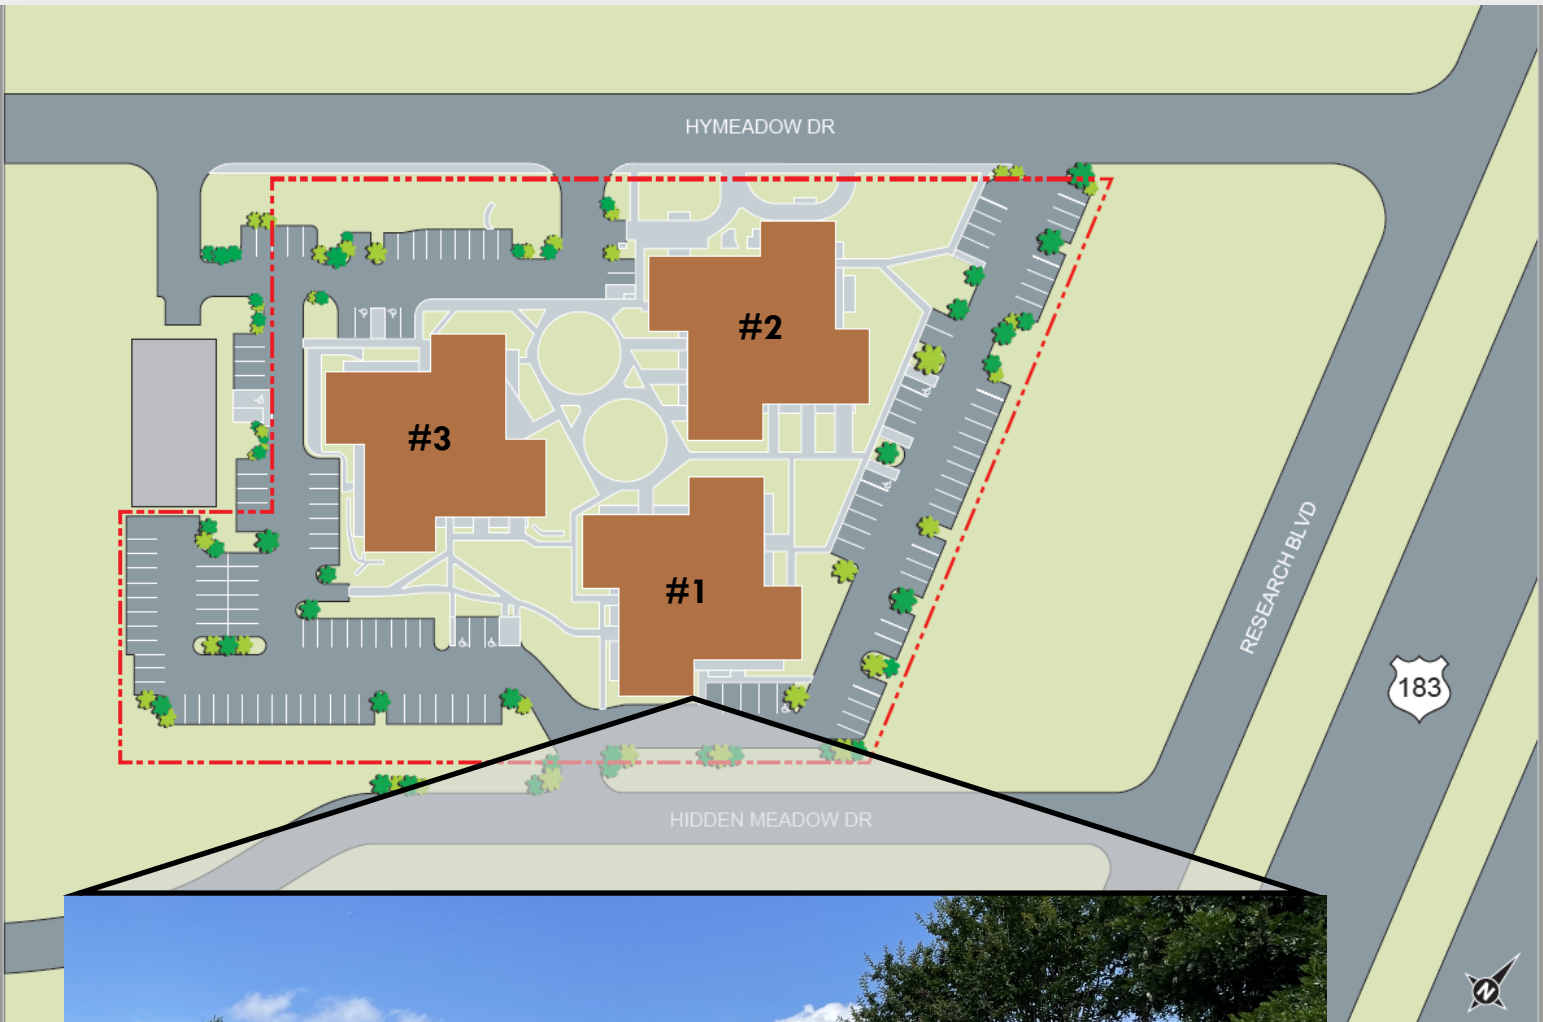 HYMEADOW DR
#2
#3
#1
RESEARCH BLVD
183
HIDDEN MEADOW DR
N